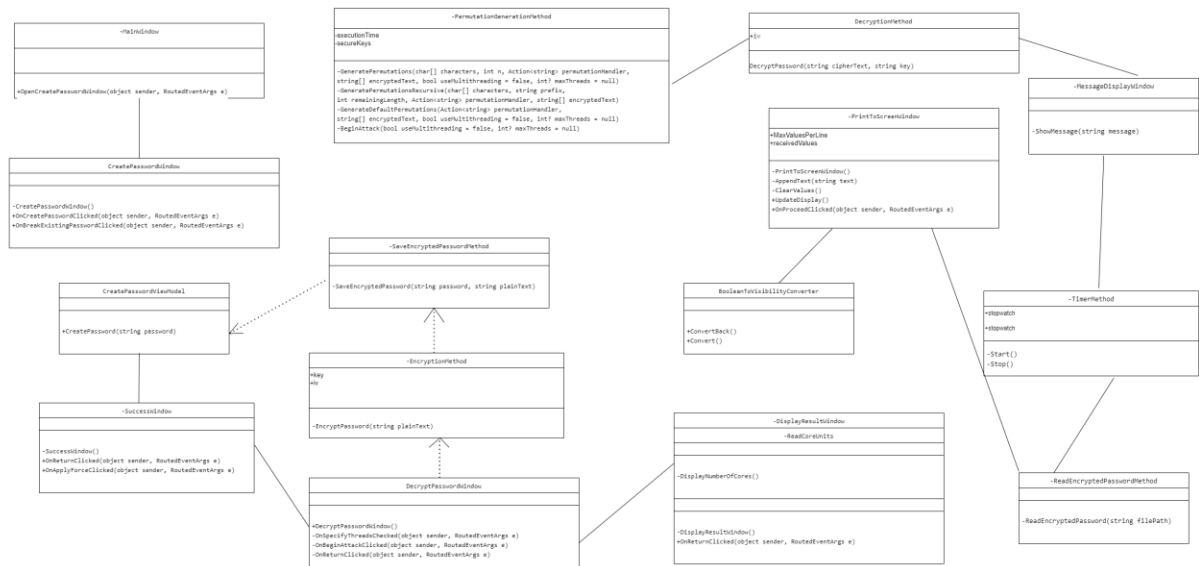 -MainWindow
+OpenCreatePasswordWindow(object sender, RoutedEventArgs e)
-PermutationGenerationMethod
-executionTime
-secureKeys
-GeneratePermutations(char[] characters, int n, Action<string> permutationHandler,
string[] encryptedText, bool useMultithreading = false, int? maxThreads = null)
-GeneratePermutationsRecursive(char[] characters, string prefix,
int remainingLength, Action<string> permutationHandler, string[] encryptedText)
-GenerateDefaultPermutations(Action<string> permutationHandler,
string[] encryptedText, bool useMultithreading = false, int? maxThreads = null)
-BeginAttack(bool useMultithreading = false, int? maxThreads = null)
DecryptionMethod
+iv
DecryptPassword(string cipherText, string key)
-MessageDisplayWindow
-ShowMessage(string message)
-PrintToScreenWindow
+MaxValuesPerLine
+receivedValues
-PrintToScreenWindow()
-AppendText(string text)
-ClearValues()
+UpdateDisplay()
+OnProceedClicked(object sender, RoutedEventArgs e)
CreatePasswordWindow
-CreatePasswordWindow()
+OnCreatePasswordClicked(object sender, RoutedEventArgs e)
+OnBreakExistingPasswordClicked(object sender, RoutedEventArgs e)
-SaveEncryptedPasswordMethod
-SaveEncryptedPassword(string password, string plainText)
CreatePasswordViewModel
+CreatePassword(string password)
BooleanToVisibilityConverter
+ConvertBack()
+Convert()
-TimerMethod
+stopwatch
+stopwatch
-Start()
-Stop()
-EncryptionMethod
+key
+iv
-EncryptPassword(string plainText)
-SuccessWindow
-SuccessWindow()
+OnReturnClicked(object sender, RoutedEventArgs e)
+OnApplyForceClicked(object sender, RoutedEventArgs e)
-DisplayResultWindow
-ReadCoreUnits
-DisplayNumberOfCores()
-DisplayResultWindow()
+OnReturnClicked(object sender, RoutedEventArgs e)
DecryptPasswordWindow
+DecryptPasswordWindow()
-OnSpecifyThreadsChecked(object sender, RoutedEventArgs e)
-OnBeginAttackClicked(object sender, RoutedEventArgs e)
-OnReturnClicked(object sender, RoutedEventArgs e)
-ReadEncryptedPasswordMethod
-ReadEncryptedPassword(string filePath)